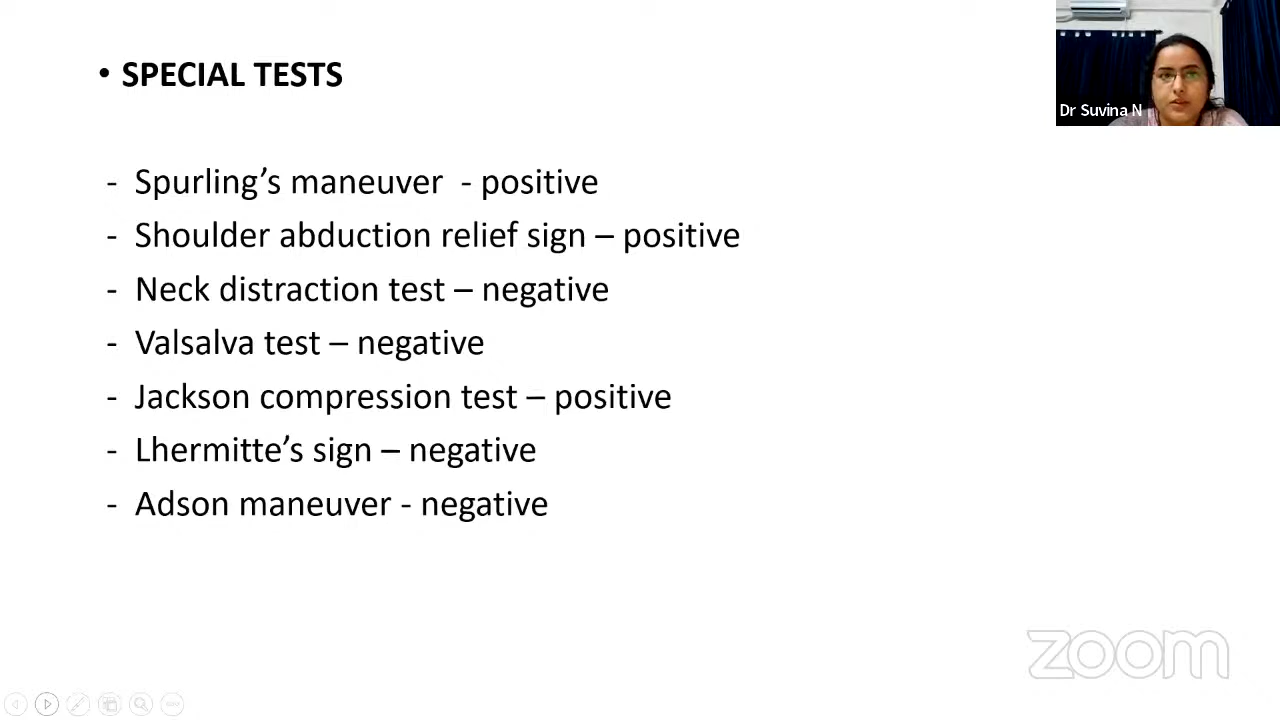 • SPECIAL TESTS
Dr Suvina N
- Spurling’s maneuver - positive
- Shoulder abduction relief sign – positive
- Neck distraction test – negative
- Valsalva test – negative
- Jackson compression test – positive
- Lhermitte’s sign – negative
- Adson maneuver - negative
zoom